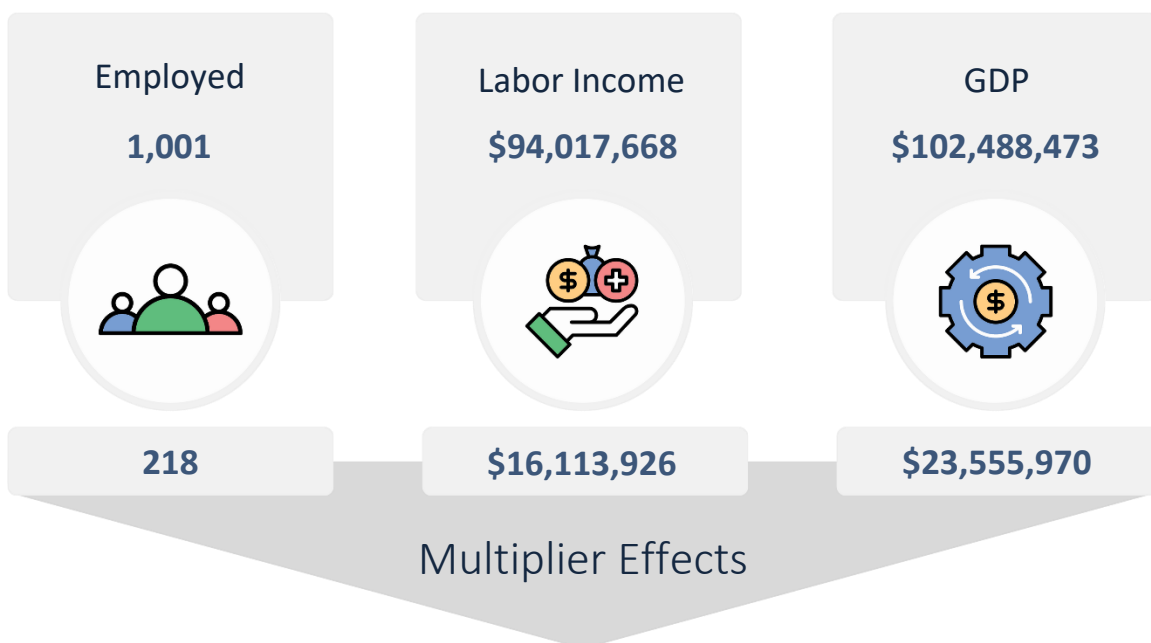 Employed
1,001
Labor Income
$94,017,668
GDP
$102,488,473
$
$
218
$16,113,926
$23,555,970
Multiplier Effects